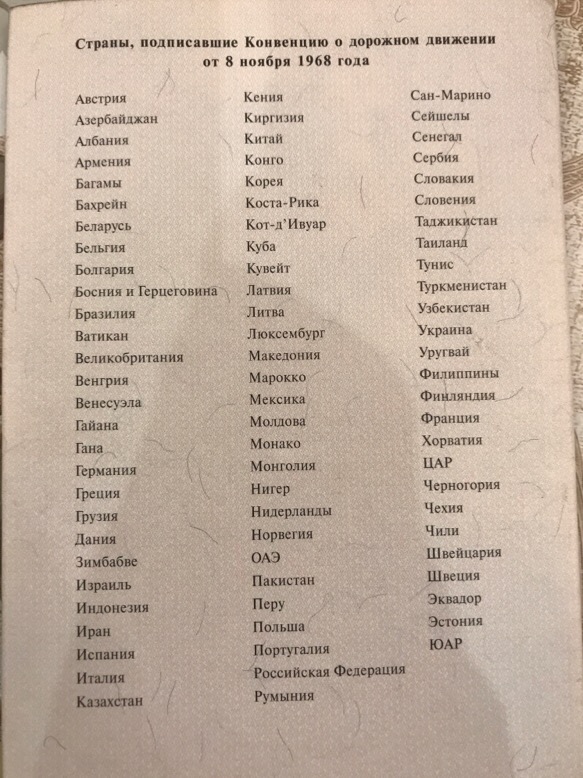 Страны, подписавшие Конвенцию о дорожном движении
от 8 ноября 1968 года
Австрия
Азербайджан
Албания
Армения
Багамы
Бахрейн
Беларусь
Бельгия
Болгария
Босния и Герцеговина
Бразилия
Ватикан
Великобритания
Венгрия
Венесуэла
Гайана
Гана
Германия
Греция
Грузия
Дания
Зимбабве
Израиль
Индонезия
Иран
Испания
Италия
Казахстан
Кения
Киргизия
Китай
Конго
Корея
Коста-Рика
Кот-д'Ивуар
Куба
Кувейт
Латвия
Литва
Люксембург
Македония
Марокко
Мексика
Молдова
Монако
Монголия
Нигер
Нидерланды
Норвегия
ОАЭ
Пакистан
Перу
Польша
Португалия
Российская Федерация
Румыния
Сан-Марино
Сейшелы
Сенегал
Сербия
Словакия
Словения
Таджикистан
Таиланд
Тунис
Туркменистан
Узбекистан
Украина
Уругвай
Филиппины
Финляндия
Франция
Хорватия
ЦАР
Черногория
Чехия
Чили
Швейцария
Швеция
Эквадор
Эстония
ЮАР